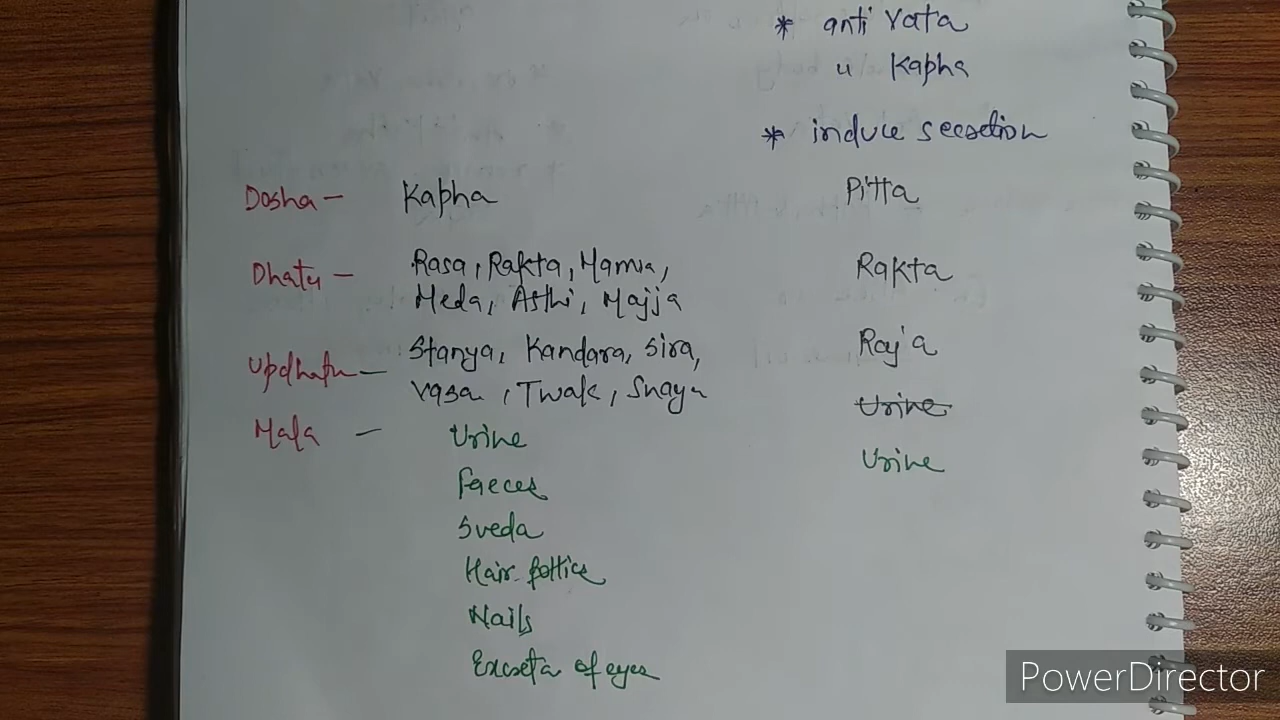 * anti vata
u Kapha
* induce secretion
Dosha - Kapha Pitta
Dhatu - Rasa, Rakta, Mamsa, Rakta
Meda, Asthi, Majja
Stanya, Kandara, Sira, Raja
Updhatu - Vasa, Twak, Snayu
Urine
Mala - Urine Urine
Faeces
Sveda
Hair follice
Nails
Excreta of eyes
PowerDirector